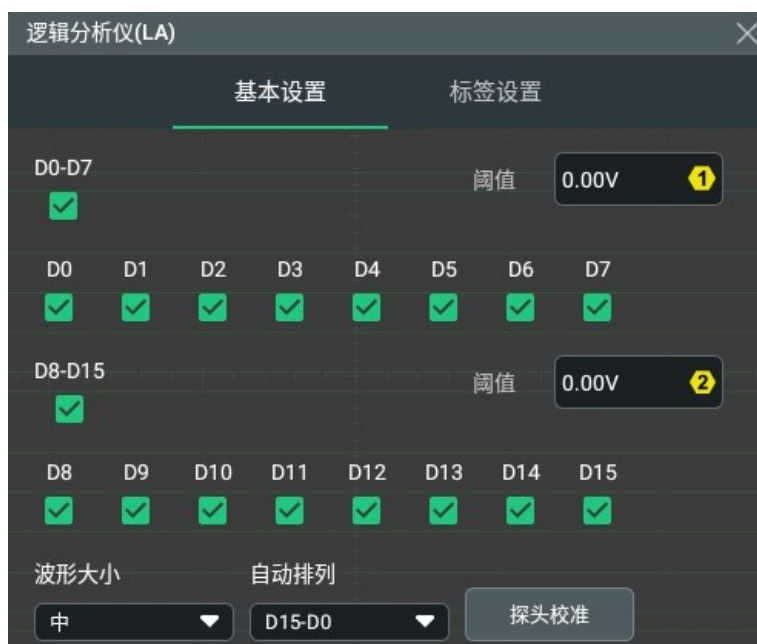 逻辑分析仪(LA)
基本设置 标签设置
D0-D7
阈值 0.00V 1
D0 D1 D2 D3 D4 D5 D6 D7
D8-D15
阈值 0.00V 2
D8 D9 D10 D11 D12 D13 D14 D15
波形大小 自动排列
中 D15-D0 探头校准